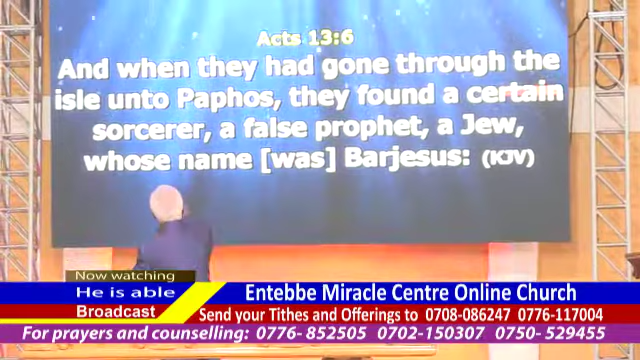 Acts 13:6
And when they had gone through the
isle unto Paphos, they found a certain
sorcerer, a false prophet, a Jew,
whose name [was] Barjesus: (KJV)
Now watching
He is able
Broadcast
Entebbe Miracle Centre Online Church
Send your Tithes and Offerings to 0708-086247 0776-117004
For prayers and counselling: 0776- 852505 0702-150307 0750- 529455